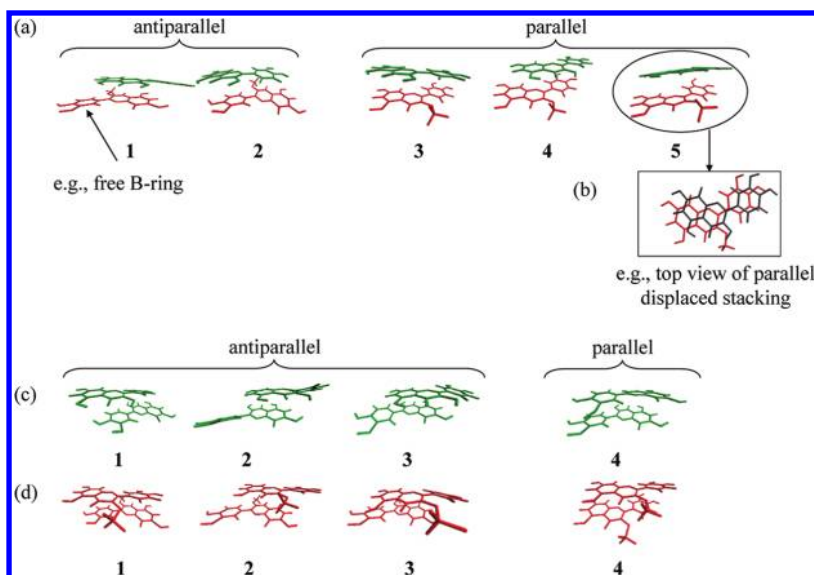 (a) antiparallel parallel
1 2 3 4 5
e.g., free B-ring
(b)
e.g., top view of parallel
displaced stacking
antiparallel parallel
(c)
1 2 3 4
(d)
1 2 3 4